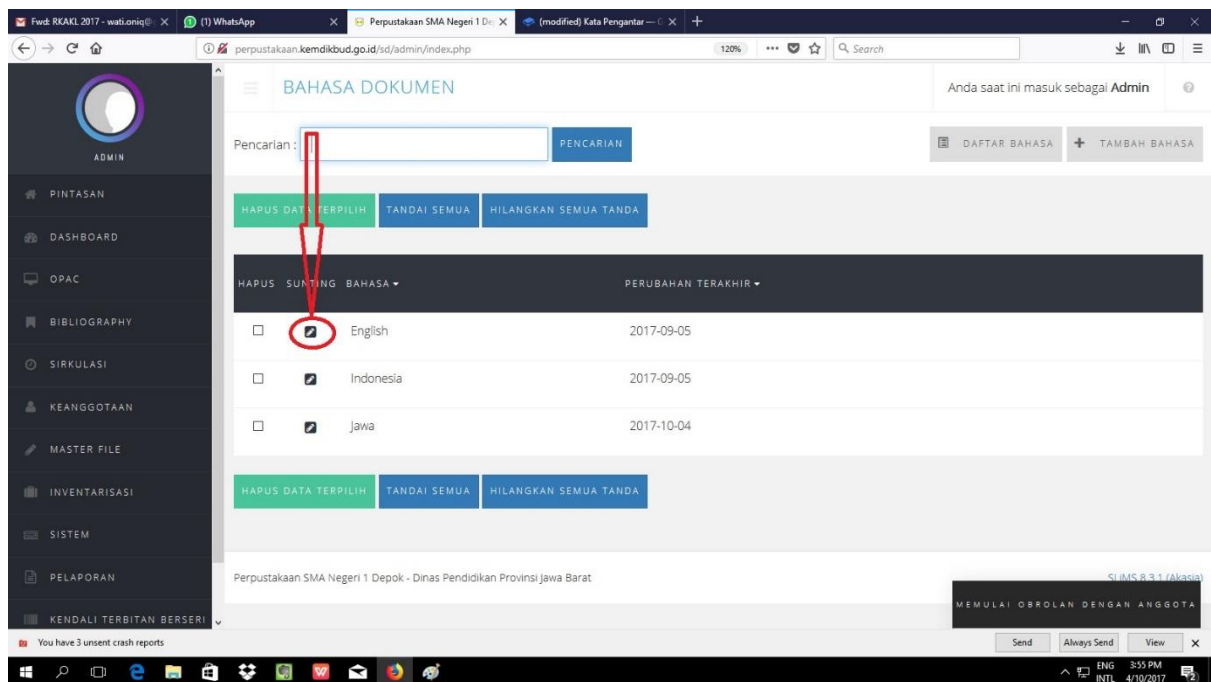 Fwd: RKAKL 2017 - wati.oniq@
(1) WhatsApp
Perpustakaan SMA Negeri 1 De
(modified) Kata Pengantar —
perpustakaan.kemdikbud.go.id/sd/admin/index.php
120%
Search
BAHASA DOKUMEN
Anda saat ini masuk sebagai Admin
ADMIN
Pencarian :
PENCARIAN
DAFTAR BAHASA
TAMBAH BAHASA
PINTASAN
DASHBOARD
OPAC
BIBLIOGRAPHY
SIRKULASI
KEANGGOTAAN
MASTER FILE
INVENTARISASI
SISTEM
PELAPORAN
KENDALI TERBITAN BERSERI
HAPUS DATA TERPILIH TANDAI SEMUA HILANGKAN SEMUA TANDA
HAPUS SUNTING BAHASA PERUBAHAN TERAKHIR
English 2017-09-05
Indonesia 2017-09-05
Jawa 2017-10-04
HAPUS DATA TERPILIH TANDAI SEMUA HILANGKAN SEMUA TANDA
Perpustakaan SMA Negeri 1 Depok - Dinas Pendidikan Provinsi Jawa Barat
SLIMS 8.3.1 (Akasia)
MEMULAI OBROLAN DENGAN ANGGOTA
You have 3 unsent crash reports
Send
Always Send
View
ENG 3:55 PM
INTL 4/10/2017